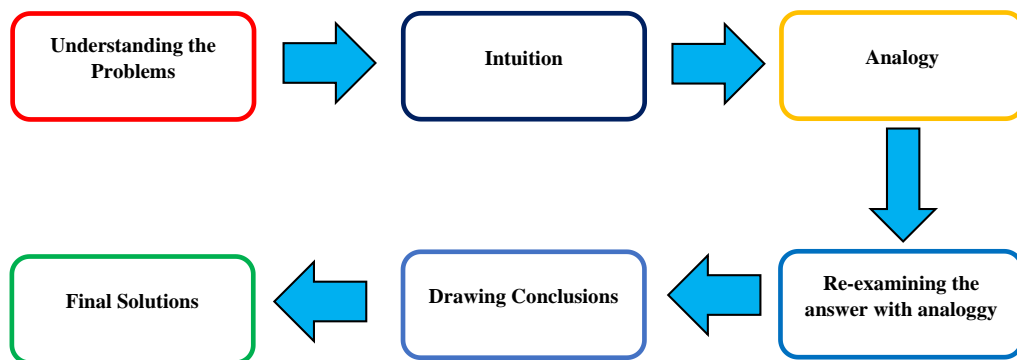 Understanding the
Problems
Intuition
Analogy
Re-examining the
answer with analoggy
Drawing Conclusions
Final Solutions